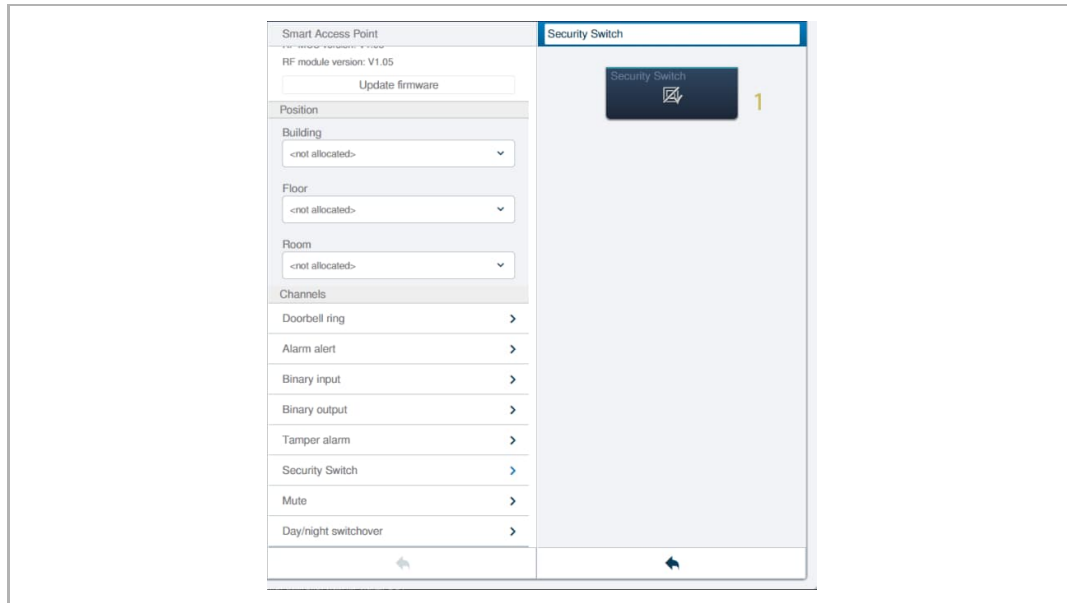 Smart Access Point
RF module version: V1.05
Update firmware
Position
Building
<not allocated>
Floor
<not allocated>
Room
<not allocated>
Channels
Doorbell ring
Alarm alert
Binary input
Binary output
Tamper alarm
Security Switch
Mute
Day/night switchover
Security Switch
Security Switch
1